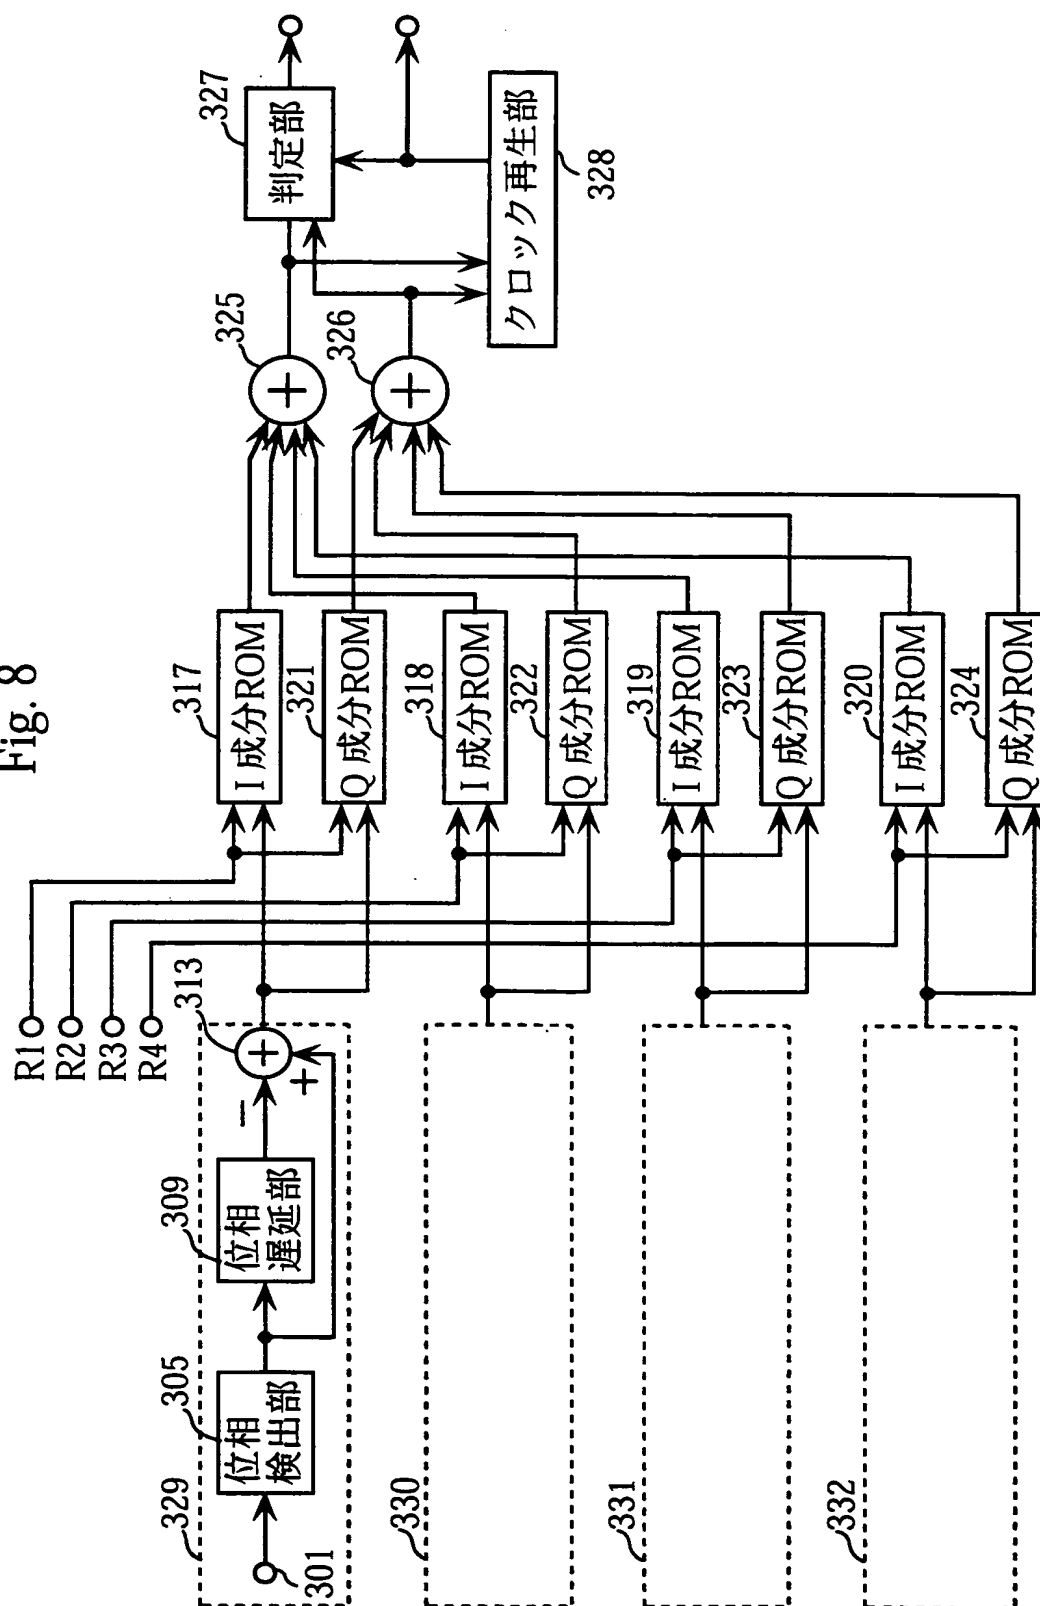 Fig. 8
327
判定部
クロック再生部
328
325
326
317
I 成分ROM
321
Q 成分ROM
318
I 成分ROM
322
Q 成分ROM
319
I 成分ROM
323
Q 成分ROM
320
I 成分ROM
324
Q 成分ROM
R1
R2
R3
R4
313
+
+
+
+
−
309
位相
遅延部
305
位相
検出部
329
301
330
331
332